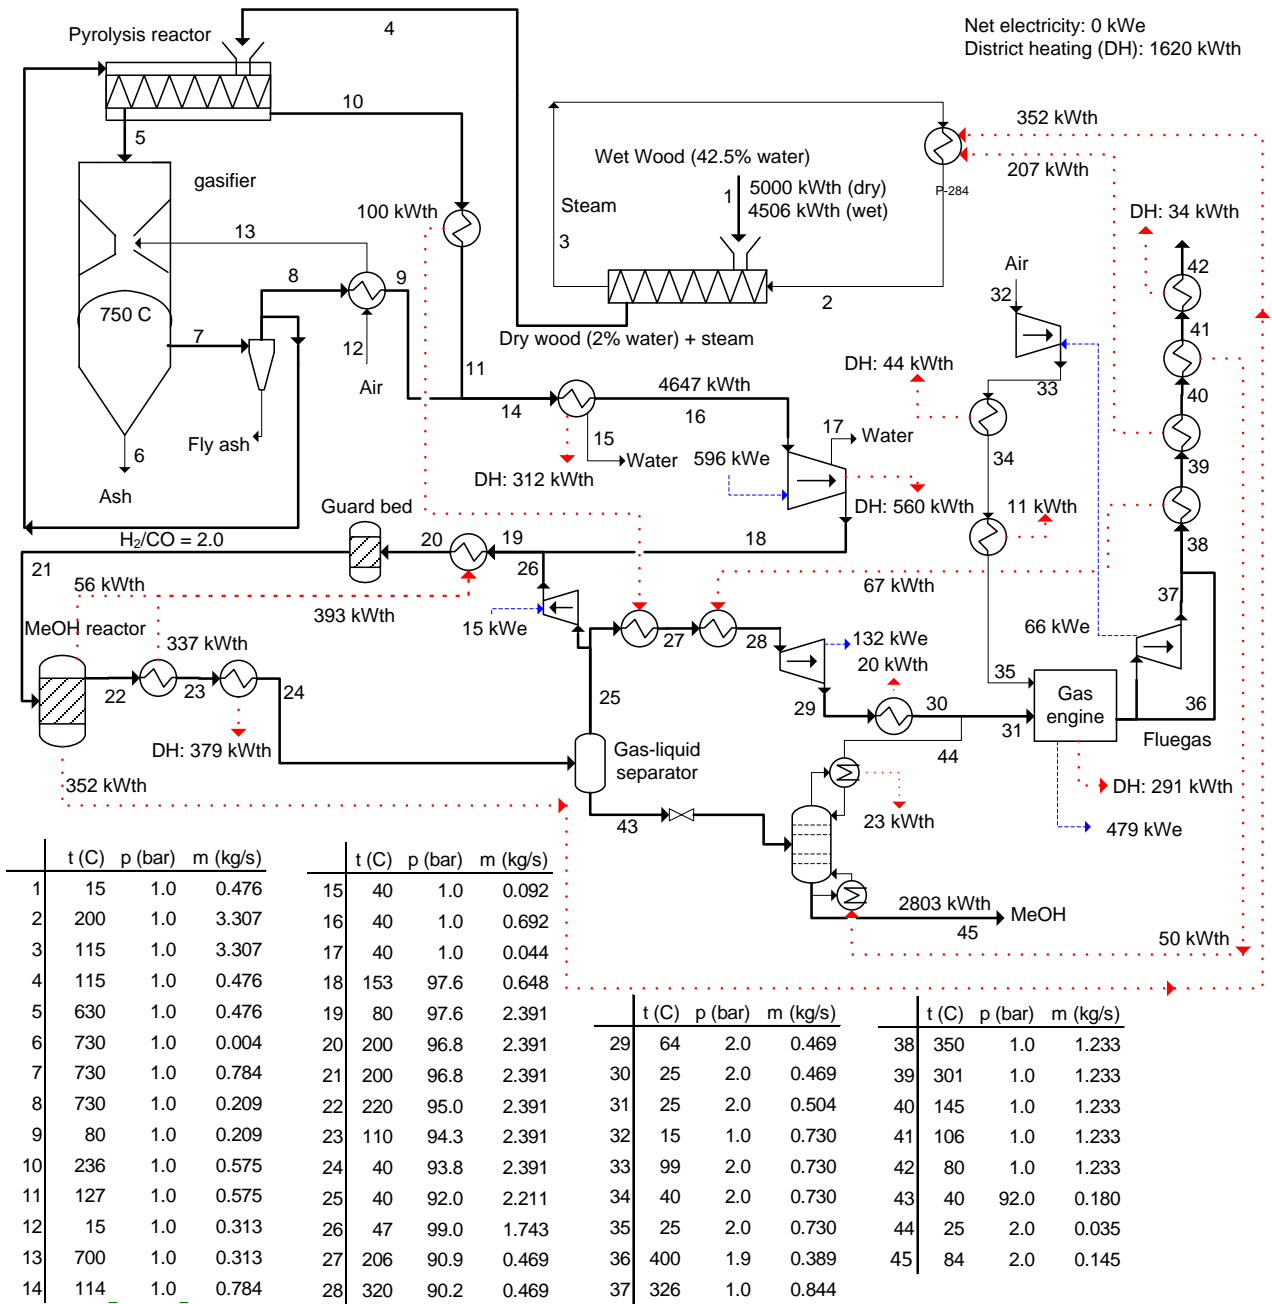 Net electricity: 0 kWe
District heating (DH): 1620 kWth
Pyrolysis reactor
4
10
5
gasifier
13
750 C
7
8
9
12
Air
6
Ash
Fly ash
100 kWth
11
14
Wet Wood (42.5% water)
1
5000 kWth (dry)
4506 kWth (wet)
Steam
3
2
P-284
Dry wood (2% water) + steam
352 kWth
207 kWth
DH: 34 kWth
42
41
40
39
38
37
36
Air
32
33
DH: 44 kWth
34
11 kWth
35
4647 kWth
16
15
Water
DH: 312 kWth
17
Water
596 kWe
DH: 560 kWth
18
19
20
Guard bed
H2/CO = 2.0
21
56 kWth
393 kWth
26
15 kWe
67 kWth
MeOH reactor
337 kWth
22
23
24
DH: 379 kWth
352 kWth
25
27
28
132 kWe
20 kWth
29
30
31
44
66 kWe
Gas
engine
Fluegas
DH: 291 kWth
479 kWe
Gas-liquid
separator
43
23 kWth
2803 kWth
MeOH
45
50 kWth
t (C) p (bar) m (kg/s)
1 15 1.0 0.476
2 200 1.0 3.307
3 115 1.0 3.307
4 115 1.0 0.476
5 630 1.0 0.476
6 730 1.0 0.004
7 730 1.0 0.784
8 730 1.0 0.209
9 80 1.0 0.209
10 236 1.0 0.575
11 127 1.0 0.575
12 15 1.0 0.313
13 700 1.0 0.313
14 114 1.0 0.784
t (C) p (bar) m (kg/s)
15 40 1.0 0.092
16 40 1.0 0.692
17 40 1.0 0.044
18 153 97.6 0.648
19 80 97.6 2.391
20 200 96.8 2.391
21 200 96.8 2.391
22 220 95.0 2.391
23 110 94.3 2.391
24 40 93.8 2.391
25 40 92.0 2.211
26 47 99.0 1.743
27 206 90.9 0.469
28 320 90.2 0.469
t (C) p (bar) m (kg/s)
29 64 2.0 0.469
30 25 2.0 0.469
31 25 2.0 0.504
32 15 1.0 0.730
33 99 2.0 0.730
34 40 2.0 0.730
35 25 2.0 0.730
36 400 1.9 0.389
37 326 1.0 0.844
t (C) p (bar) m (kg/s)
38 350 1.0 1.233
39 301 1.0 1.233
40 145 1.0 1.233
41 106 1.0 1.233
42 80 1.0 1.233
43 40 92.0 0.180
44 25 2.0 0.035
45 84 2.0 0.145